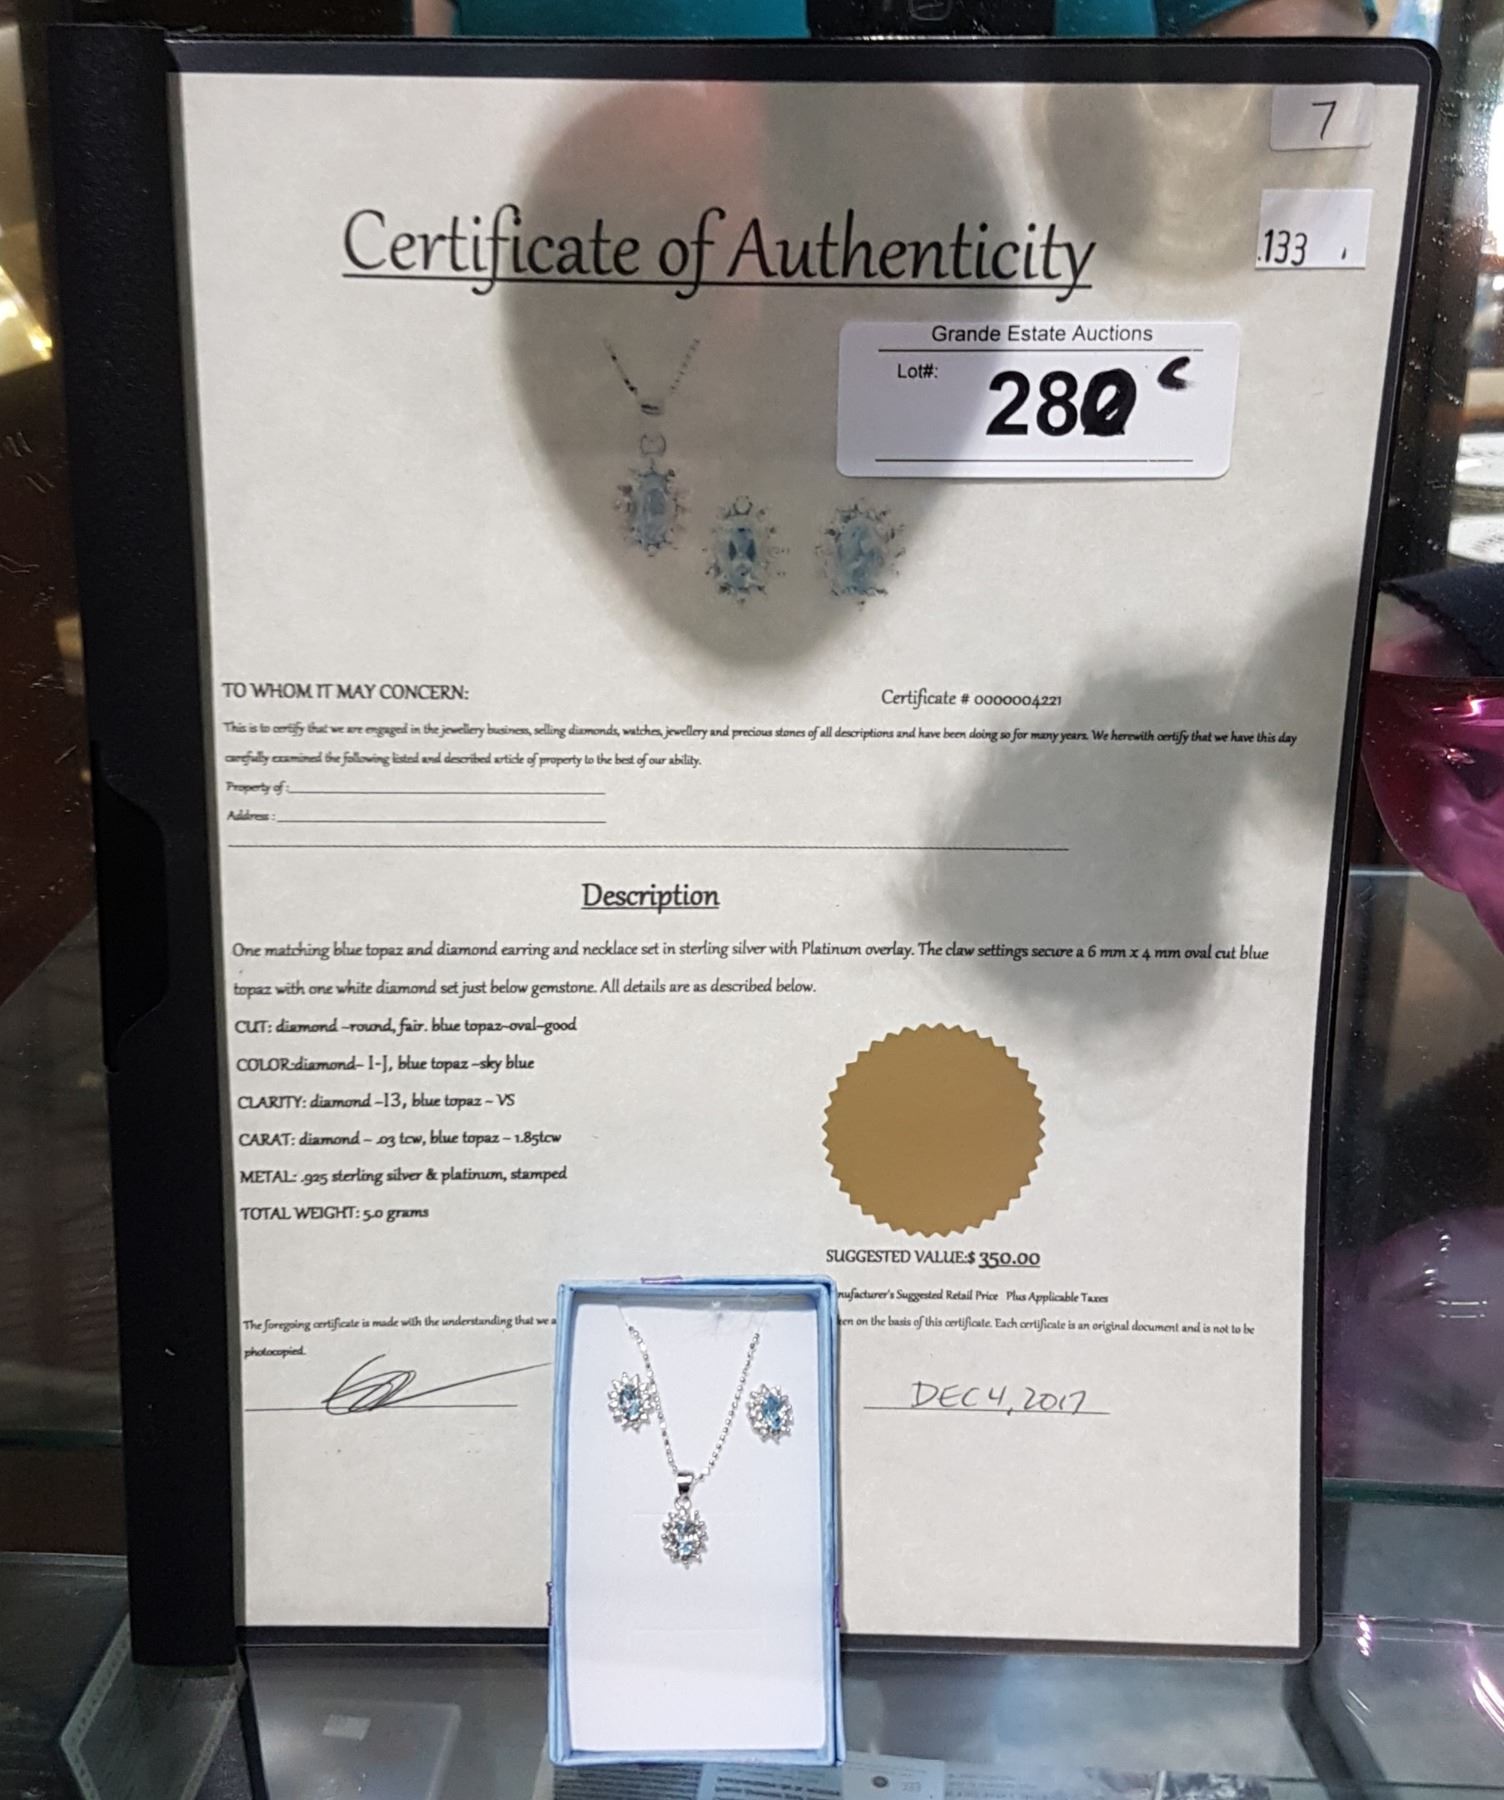 7
Certificate of Authenticity
.133
Grande Estate Auctions
Lot#:
280 C
TO WHOM IT MAY CONCERN:
Certificate # 0000004221
This is to certify that we are engaged in the jewellery business, selling diamonds, watches, jewellery and precious stones of all descriptions and have been doing so for many years. We herewith certify that we have this day
carefully examined the following listed and described article of property to the best of our ability.
Property of :
Address :
Description
One matching blue topaz and diamond earring and necklace set in sterling silver with Platinum overlay. The claw settings secure a 6 mm x 4 mm oval cut blue
topaz with one white diamond set just below gemstone. All details are as described below.
CUT: diamond –round, fair. blue topaz–oval–good
COLOR:diamond– I-J, blue topaz –sky blue
CLARITY: diamond –I3, blue topaz – VS
CARAT: diamond – .03 tcw, blue topaz – 1.85tcw
METAL: .925 sterling silver & platinum, stamped
TOTAL WEIGHT: 5.0 grams
SUGGESTED VALUE:$ 350.00
nufacturer's Suggested Retail Price Plus Applicable Taxes
The foregoing certificate is made with the understanding that we a
en on the basis of this certificate. Each certificate is an original document and is not to be
photocopied.
DEC 4, 2017